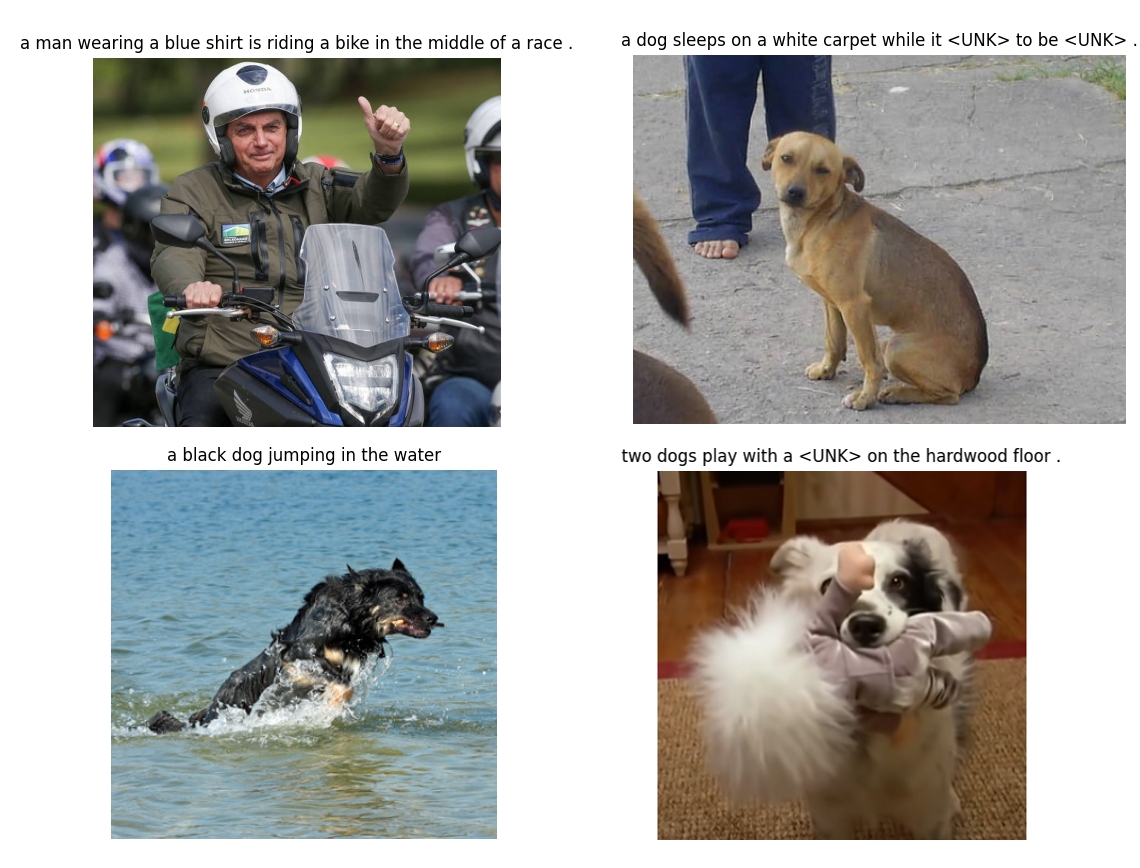 a man wearing a blue shirt is riding a bike in the middle of a race .
a dog sleeps on a white carpet while it <UNK> to be <UNK> .
HONDA
a black dog jumping in the water
two dogs play with a <UNK> on the hardwood floor .